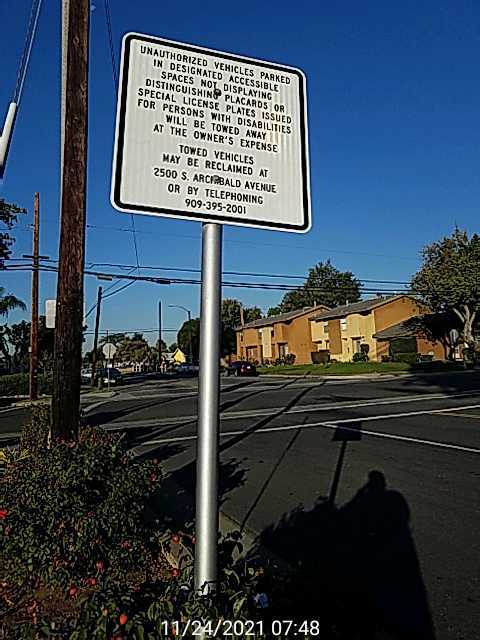 UNAUTHORIZED VEHICLES PARKED
IN DESIGNATED ACCESSIBLE
SPACES NOT DISPLAYING
DISTINGUISHING PLACARDS OR
SPECIAL LICENSE PLATES ISSUED
FOR PERSONS WITH DISABILITIES
WILL BE TOWED AWAY
AT THE OWNER'S EXPENSE
TOWED VEHICLES
MAY BE RECLAIMED AT
2500 S. ARCHIBALD AVENUE
OR BY TELEPHONING
909-395-2001
11/24/2021 07:48